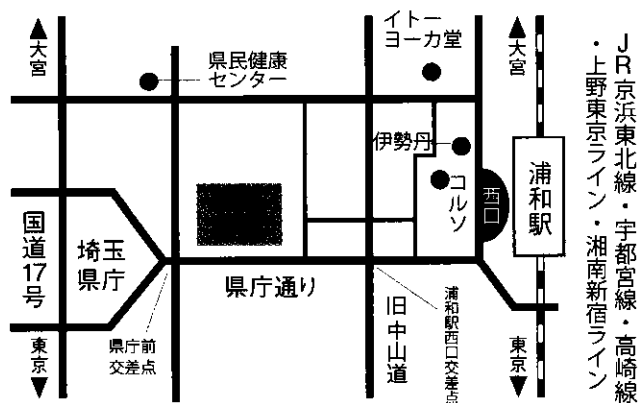 ▲大宮
県民健康
センター
イトー
ヨーカ堂
▲大宮
JR京浜東北線・宇都宮線・高崎線
・上野東京ライン・湘南新宿ライン
伊勢丹
コルソ
西口
浦和駅
国道17号
埼玉
県庁
県庁通り
県庁前
交差点
旧中山道
浦和駅西口交差点
東京▼
東京▼